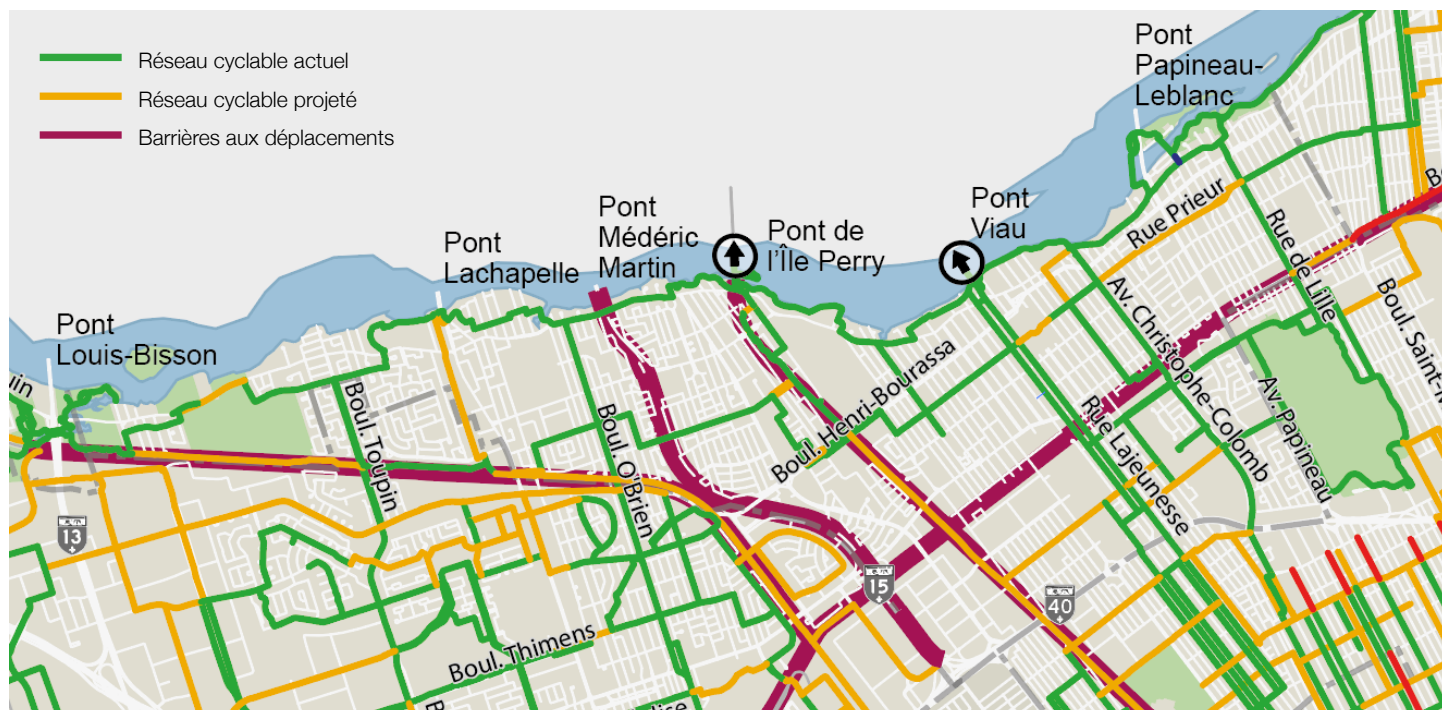 Réseau cyclable actuel
Réseau cyclable projeté
Barrières aux déplacements
Pont
Papineau-
Leblanc
Pont
Viau
Pont de
l'Île Perry
Pont
Médéric
Martin
Pont
Lachapelle
Pont
Louis-Bisson
Rue Prieur
Rue de Lille
Boul. Saint-
Av. Christophe-Colomb
Av. Papineau
Boul. Henri-Bourassa
Rue Lajeunesse
Boul. Toupin
Boul. O'Brien
Boul. Thimens
13
15
40